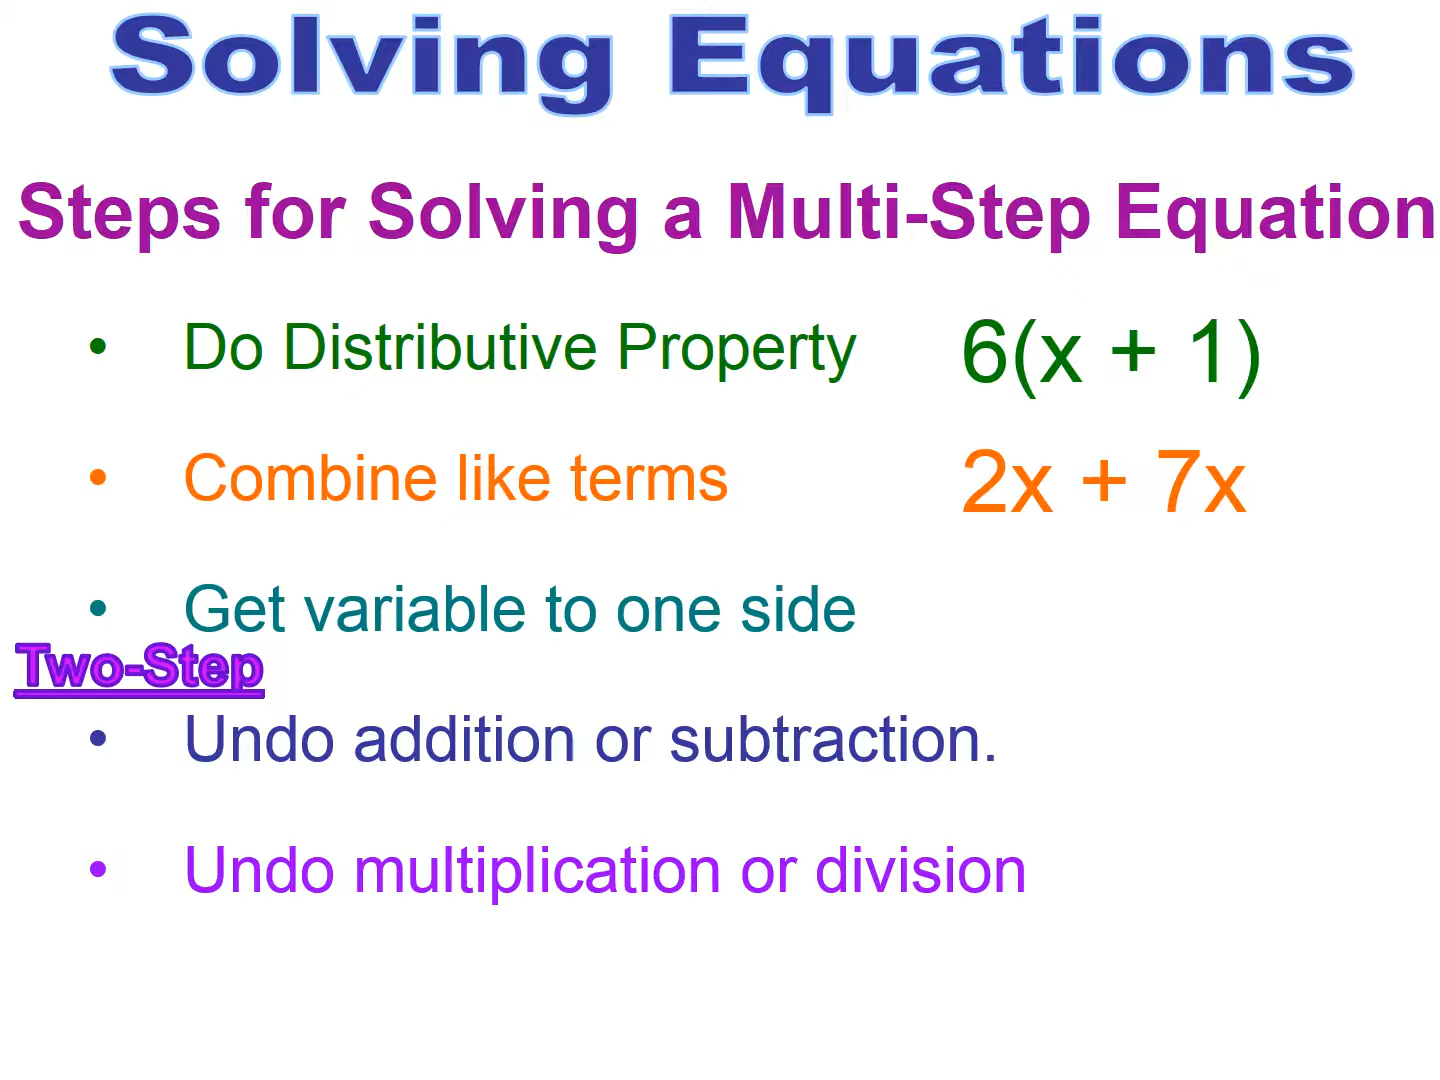 Solving Equations
Steps for Solving a Multi-Step Equation
• Do Distributive Property 6(x + 1)
• Combine like terms 2x + 7x
• Get variable to one side
Two-Step
• Undo addition or subtraction.
• Undo multiplication or division